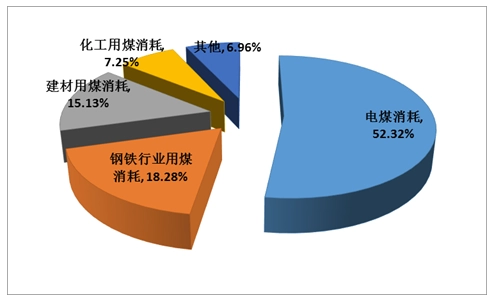 化工用煤消耗,
7.25%
其他, 6.96%
建材用煤消耗,
15.13%
电煤消耗,
52.32%
钢铁行业用煤
消耗, 18.28%